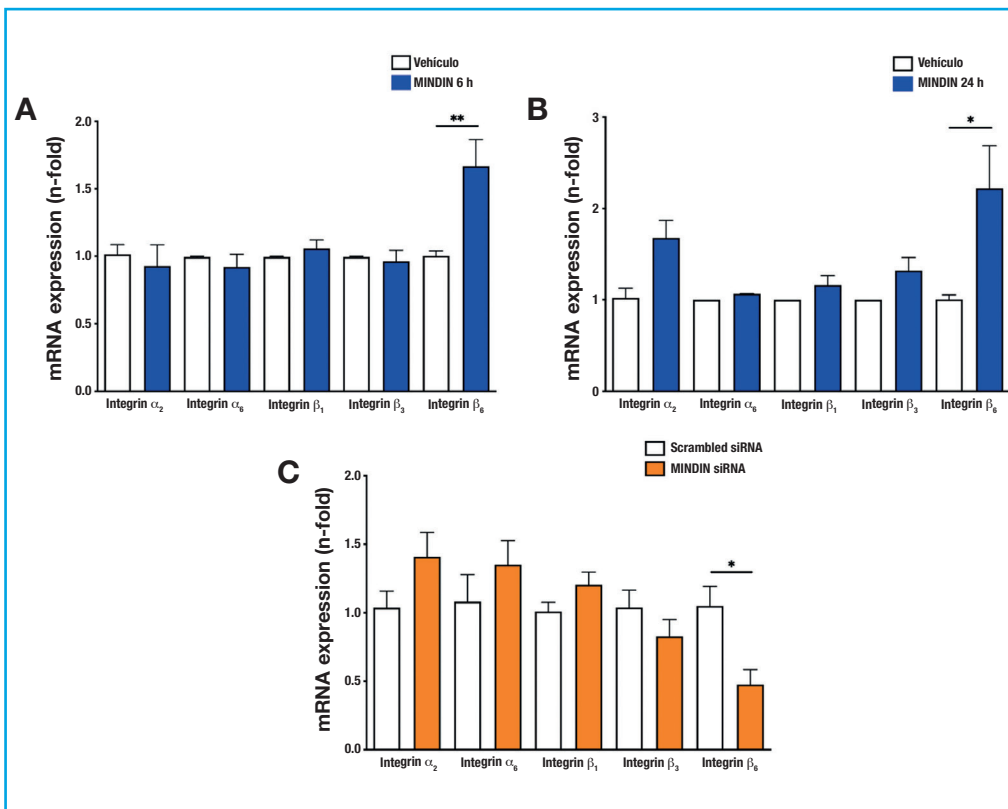 A
Vehículo
MINDIN 6 h
mRNA expression (n-fold)
2.0
**
1.5
1.0
0.5
0.0
Integrin α₂ Integrin α₆ Integrin β₁ Integrin β₃ Integrin β₆
B
Vehículo
MINDIN 24 h
mRNA expression (n-fold)
3
*
2
1
0
Integrin α₂ Integrin α₆ Integrin β₁ Integrin β₃ Integrin β₆
C
Scrambled siRNA
MINDIN siRNA
mRNA expression (n-fold)
2.0
1.5
*
1.0
0.5
0.0
Integrin α₂ Integrin α₆ Integrin β₁ Integrin β₃ Integrin β₆